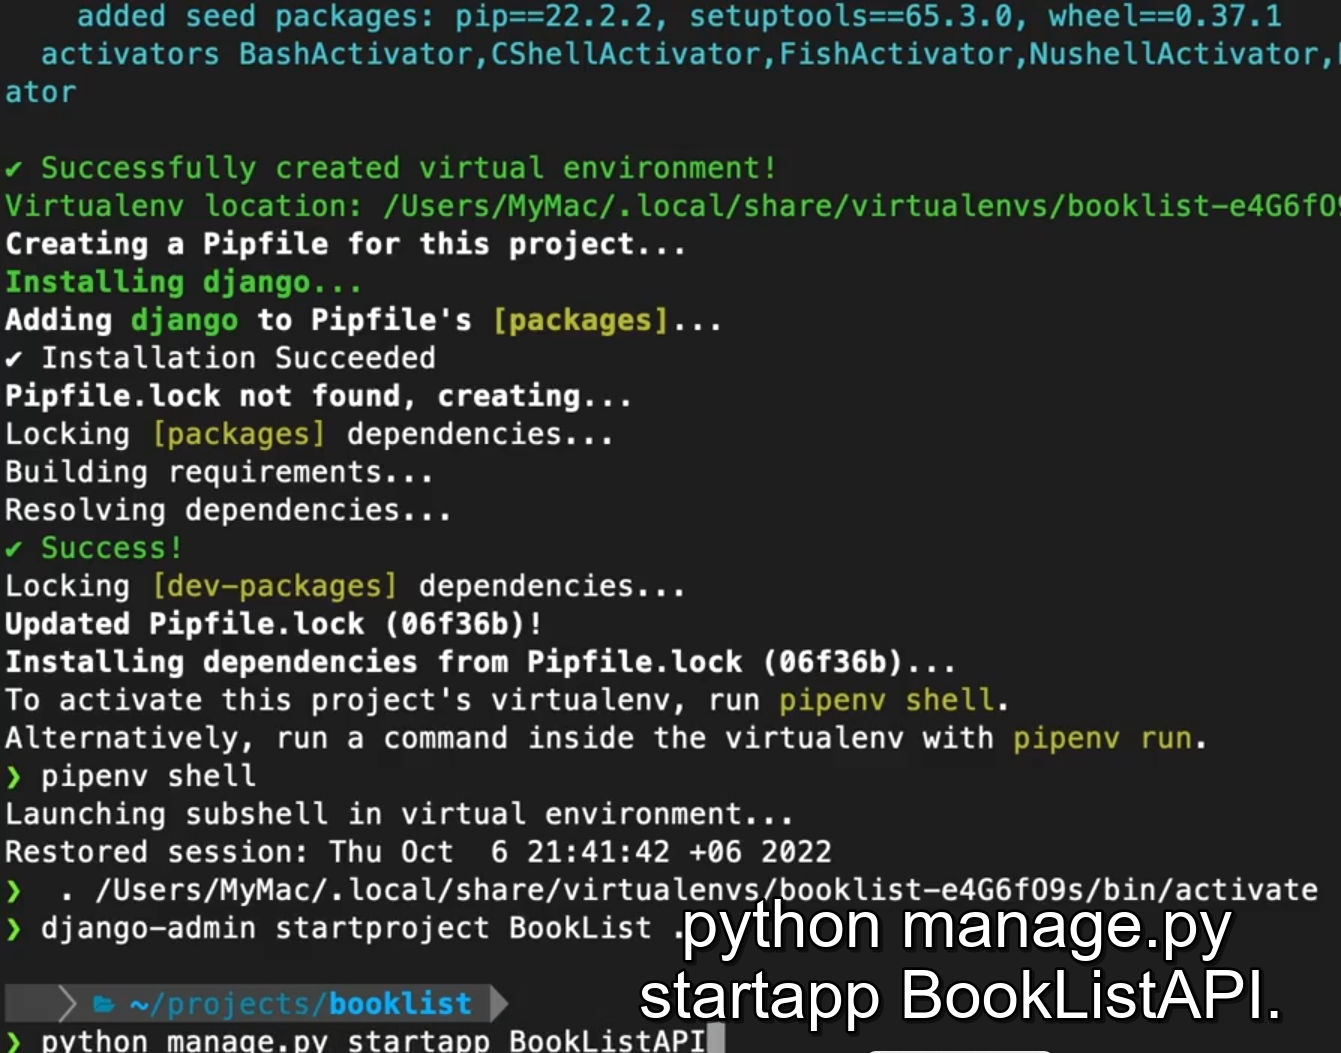 added seed packages: pip==22.2.2, setuptools==65.3.0, wheel==0.37.1
activators BashActivator,CShellActivator,FishActivator,NushellActivator,
ator
✔ Successfully created virtual environment!
Virtualenv location: /Users/MyMac/.local/share/virtualenvs/booklist-e4G6fO9
Creating a Pipfile for this project...
Installing django...
Adding django to Pipfile's [packages]...
✔ Installation Succeeded
Pipfile.lock not found, creating...
Locking [packages] dependencies...
Building requirements...
Resolving dependencies...
✔ Success!
Locking [dev-packages] dependencies...
Updated Pipfile.lock (06f36b)!
Installing dependencies from Pipfile.lock (06f36b)...
To activate this project's virtualenv, run pipenv shell.
Alternatively, run a command inside the virtualenv with pipenv run.
❯ pipenv shell
Launching subshell in virtual environment...
Restored session: Thu Oct  6 21:41:42 +06 2022
❯  . /Users/MyMac/.local/share/virtualenvs/booklist-e4G6fO9s/bin/activate
❯ django-admin startproject BookList .
~/projects/booklist
❯ python manage.py startapp BookListAPI
python manage.py
startapp BookListAPI.